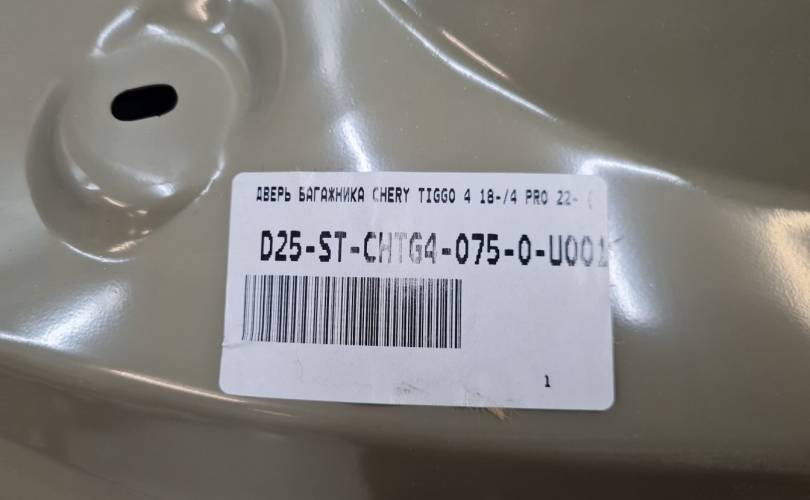 ДВЕРЬ БАГАЖНИКА CHERY TIGGO 4 18-/4 PRO 22- (
D25-ST-CHTG4-075-0-U001
1